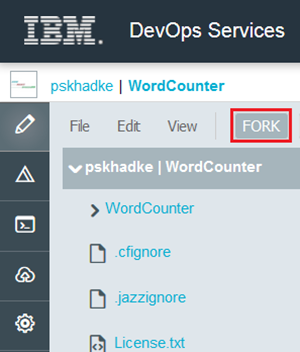 IBM. DevOps Services
pskhadke | WordCounter
File Edit View FORK
pskhadke | WordCounter
WordCounter
.cfignore
.jazzignore
License.txt